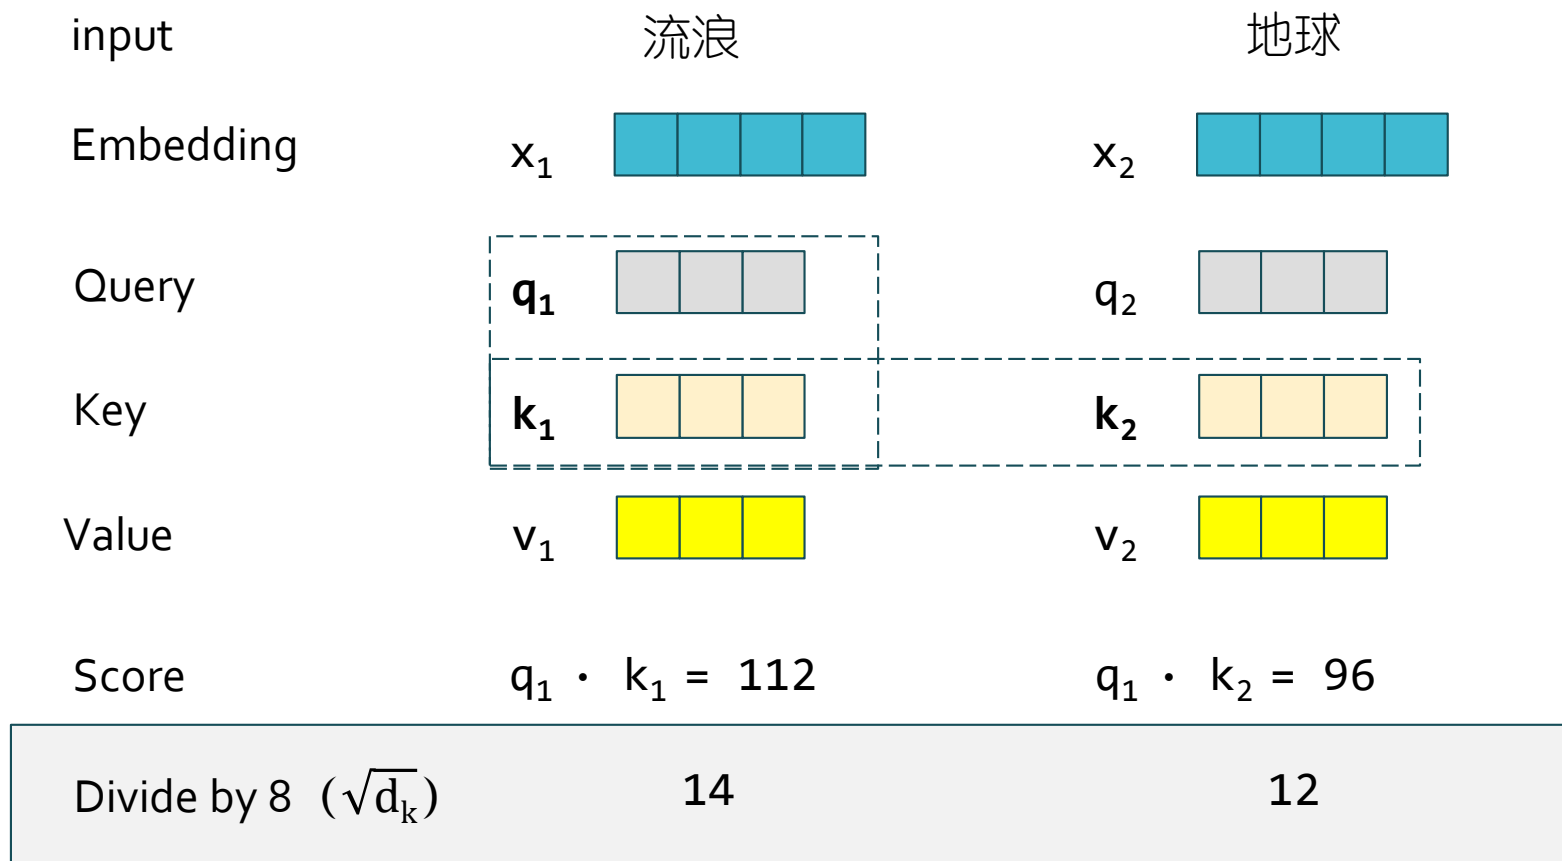 input 流浪 地球
Embedding x₁ x₂
Query q₁ q₂
Key k₁ k₂
Value v₁ v₂
Score q₁ · k₁ = 112 q₁ · k₂ = 96
Divide by 8 (√dₖ) 14 12